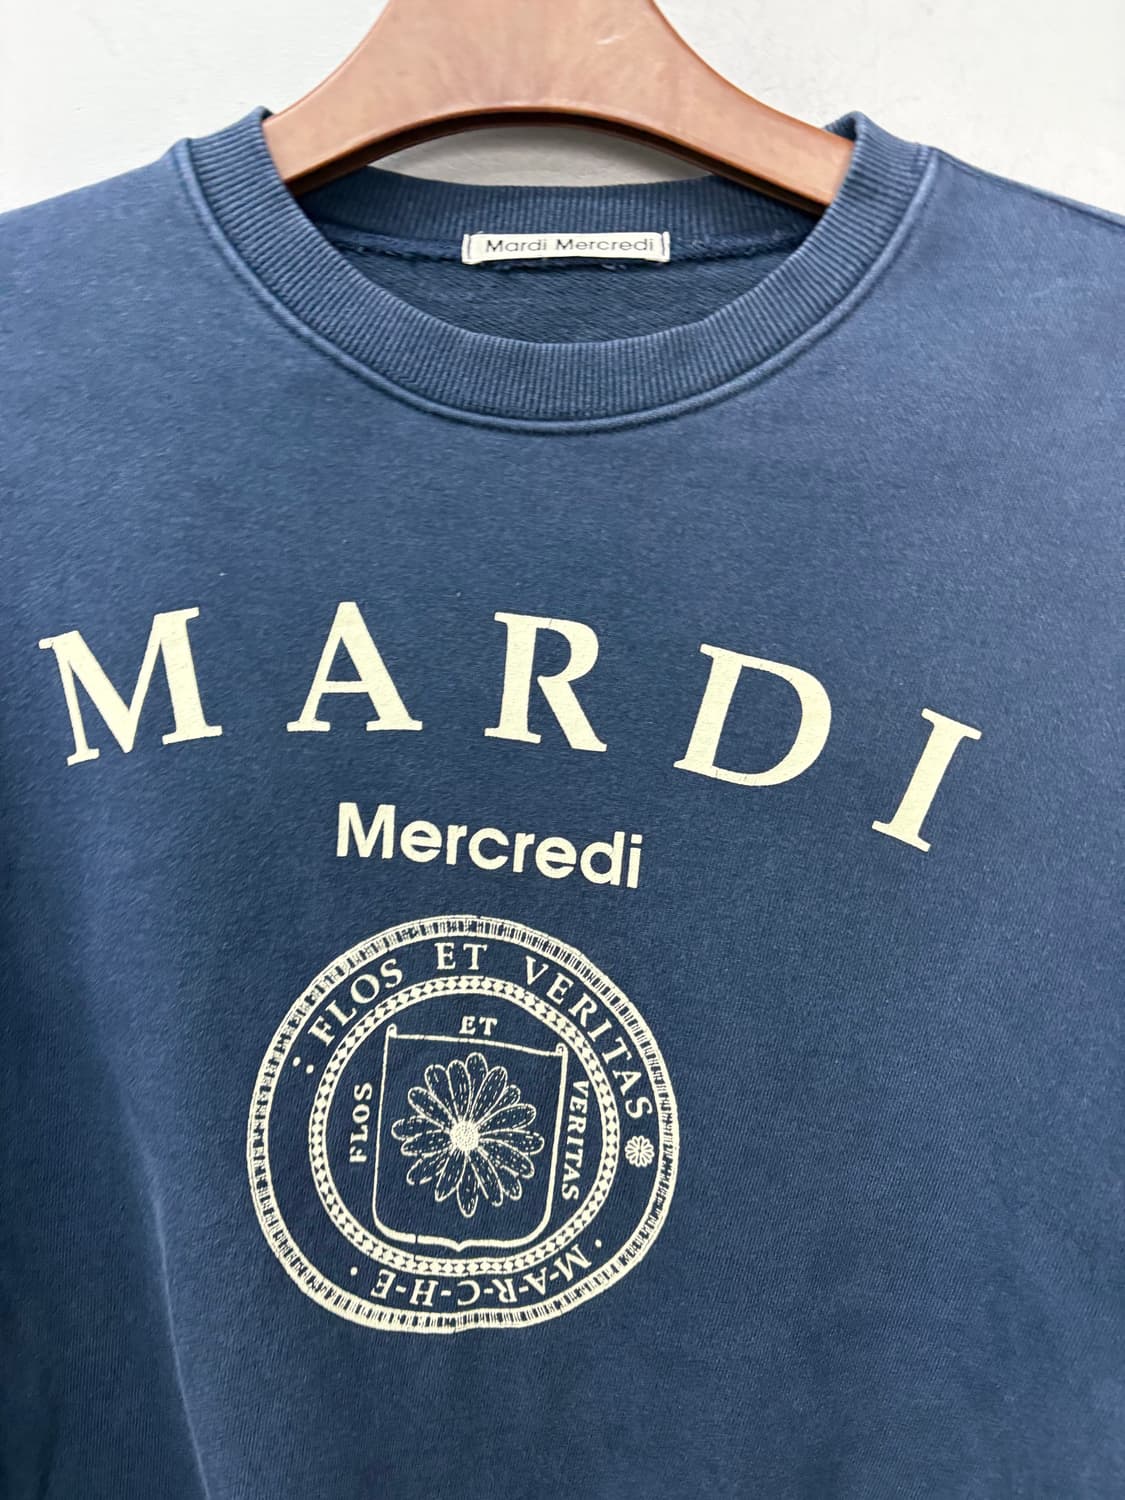 Mardi Mercredi
MARDI
Mercredi
· FLOS ET VERITAS
· M-A-R-C-H-E ·
ET
FLOS
VERITAS